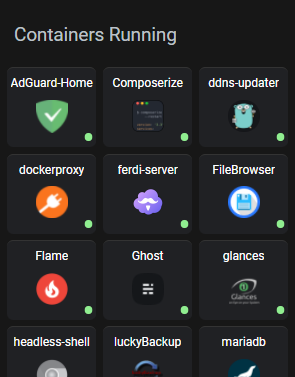 Containers Running
AdGuard-Home Composerize ddns-updater
dockerproxy ferdi-server FileBrowser
Flame Ghost glances
Glances
headless-shell luckyBackup mariadb